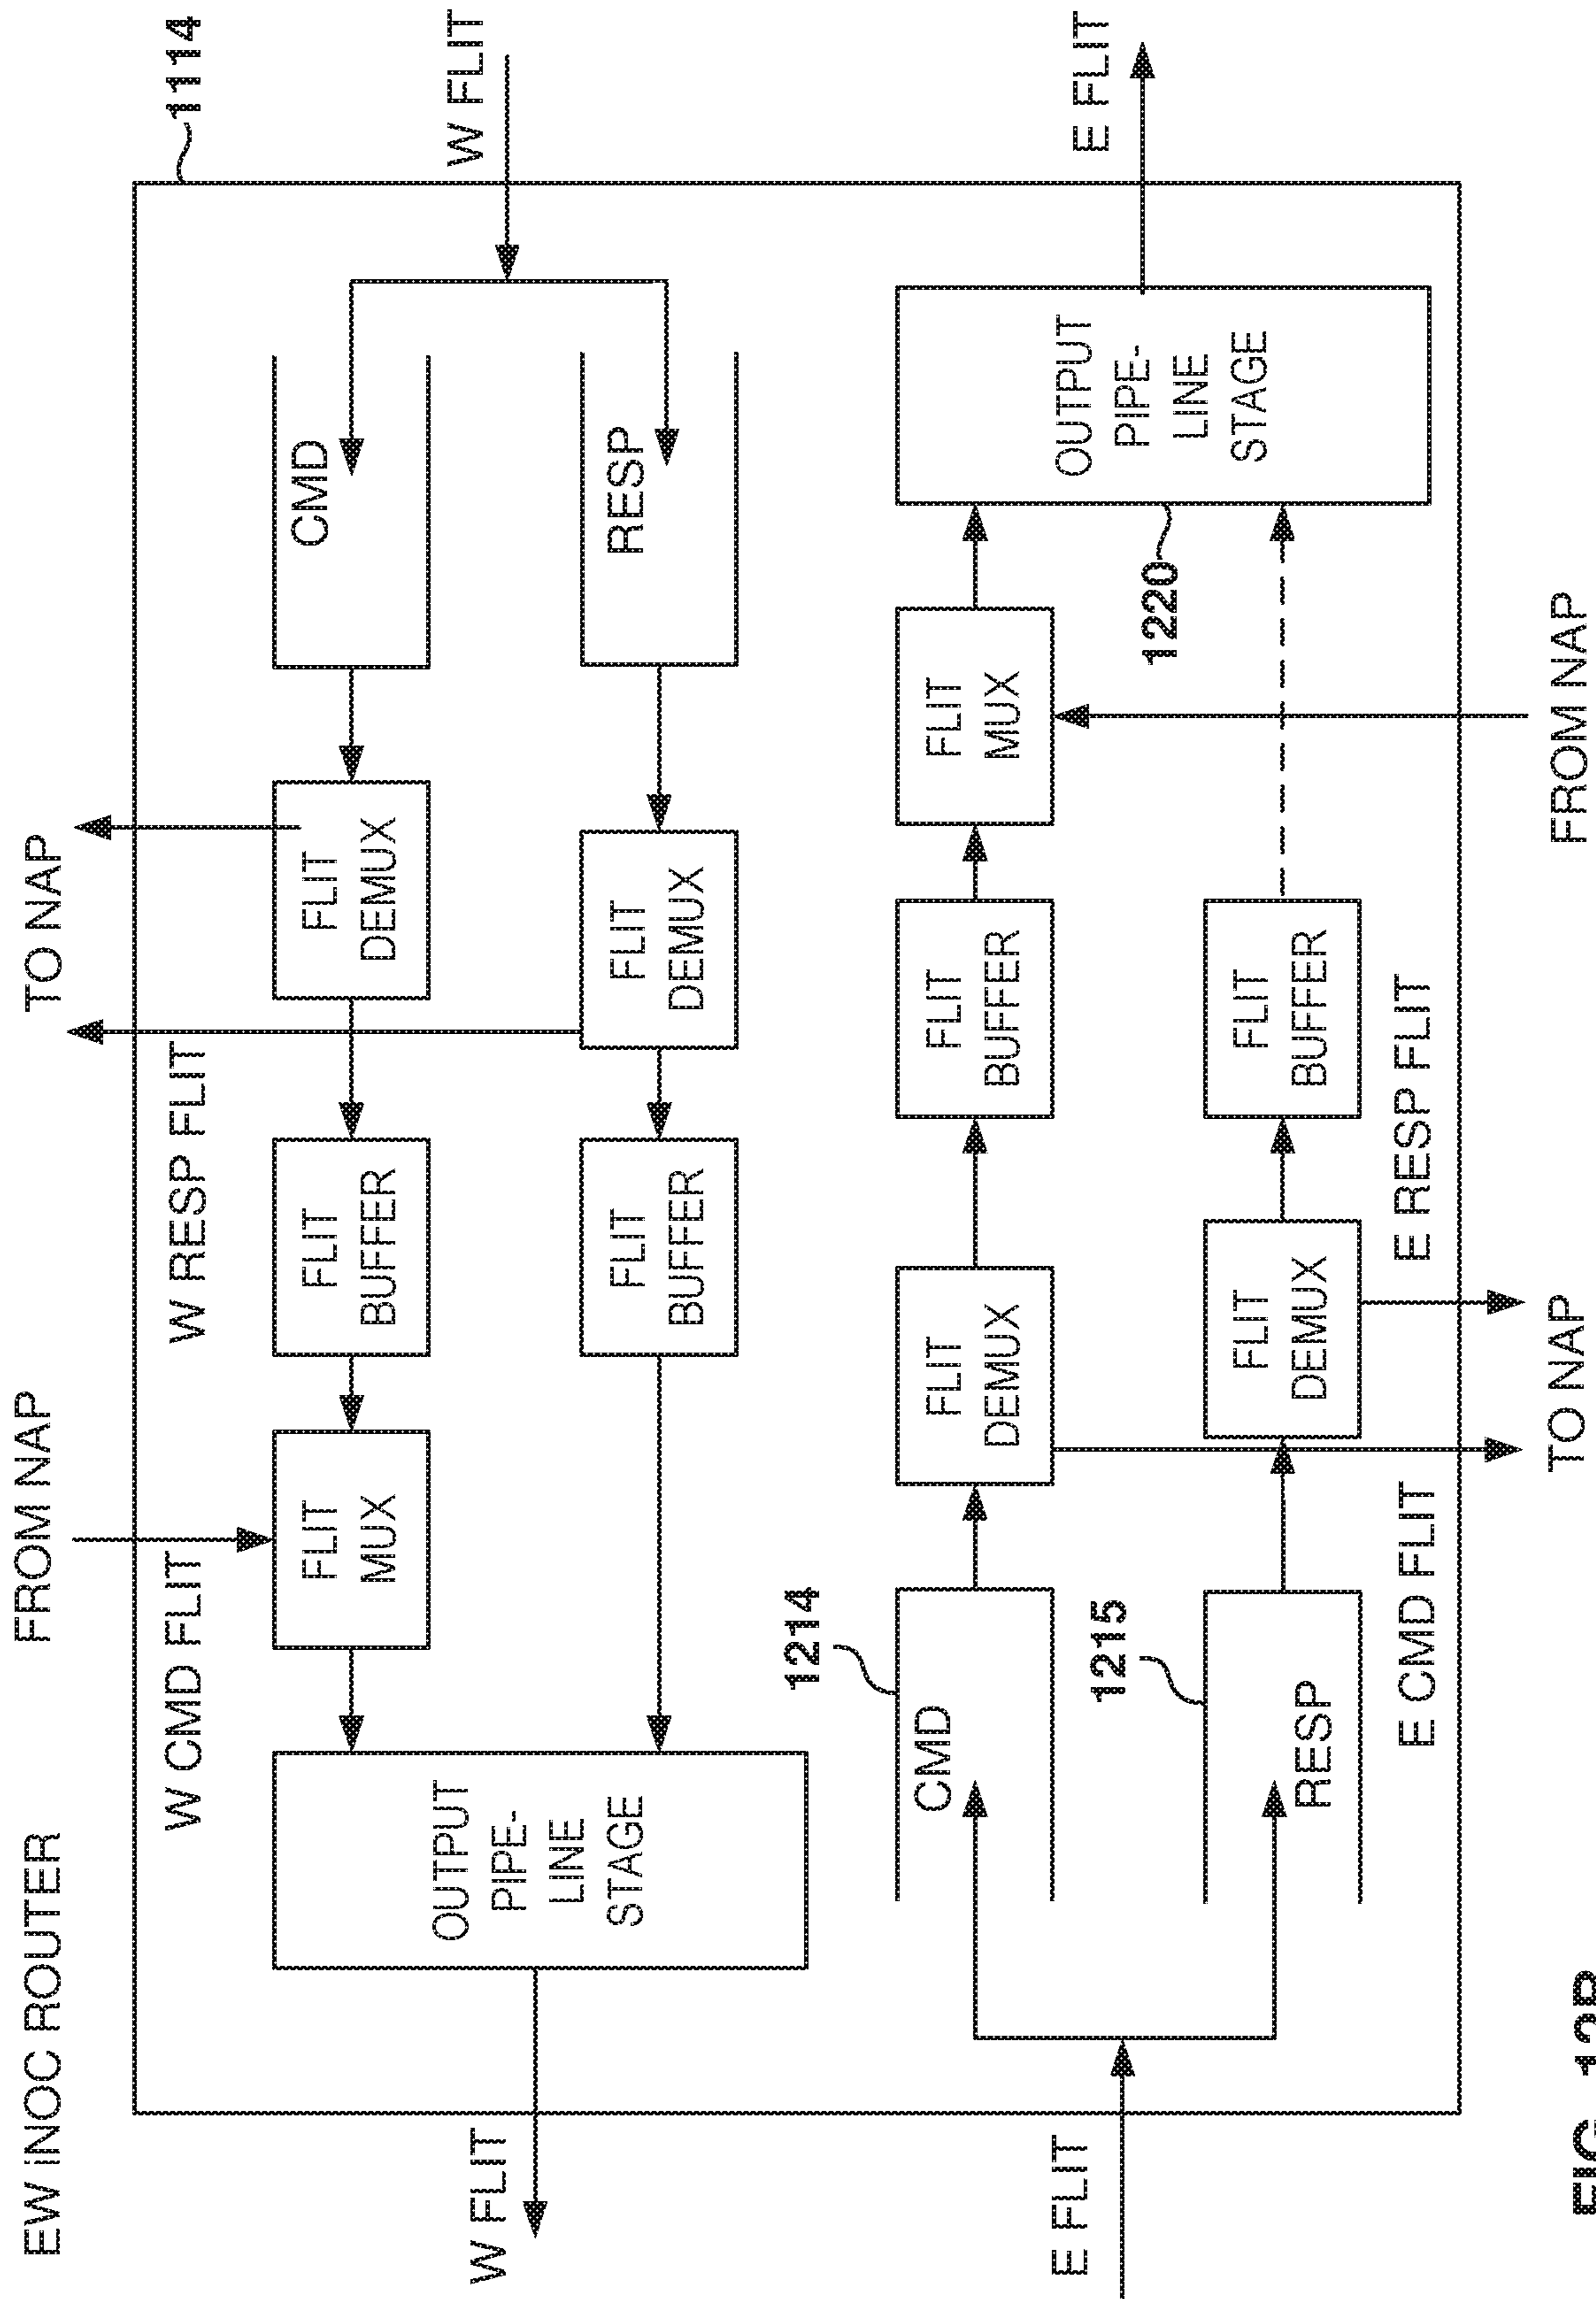 EW iNOC ROUTER
FROM NAP
TO NAP
1114
W CMD FLIT
W RESP FLIT
W FLIT
OUTPUT
PIPE-
LINE
STAGE
FLIT
MUX
FLIT
BUFFER
FLIT
DEMUX
CMD
FLIT
BUFFER
FLIT
DEMUX
RESP
W FLIT
E FLIT
1214
CMD
FLIT
DEMUX
FLIT
BUFFER
FLIT
MUX
OUTPUT
PIPE-
LINE
STAGE
1220
E FLIT
1215
RESP
FLIT
DEMUX
FLIT
BUFFER
E CMD FLIT
E RESP FLIT
TO NAP
FROM NAP